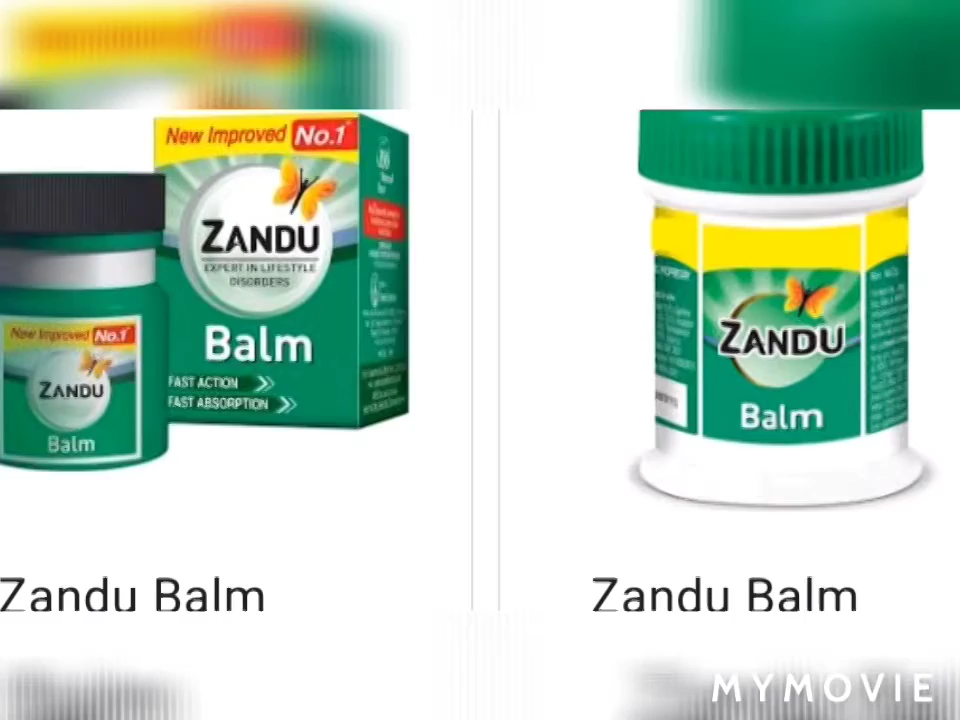 New Improved No.1
ZANDU
EXPERT IN LIFESTYLE
DISORDERS
Balm
FAST ACTION
FAST ABSORPTION
New Improved No.1
ZANDU
Balm
ZANDU
Balm
Zandu Balm
Zandu Balm
MYMOVIE